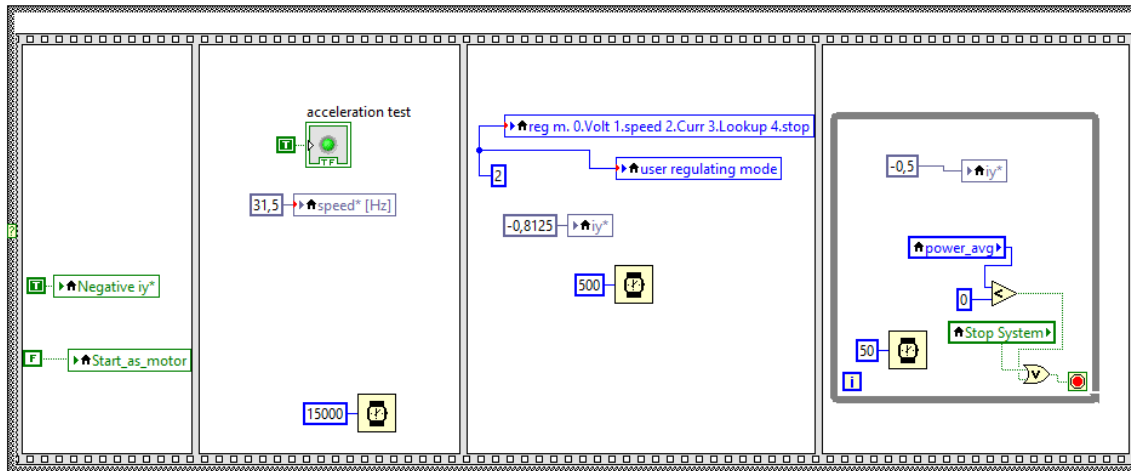 ?
T
Negative iy*
F
Start_as_motor
acceleration test
T
TF
31,5
speed* [Hz]
15000
reg m. 0.Volt 1.speed 2.Curr 3.Lookup 4.stop
2
user regulating mode
-0,8125
iy*
500
-0,5
iy*
power_avg
0
<
Stop System
50
V
i